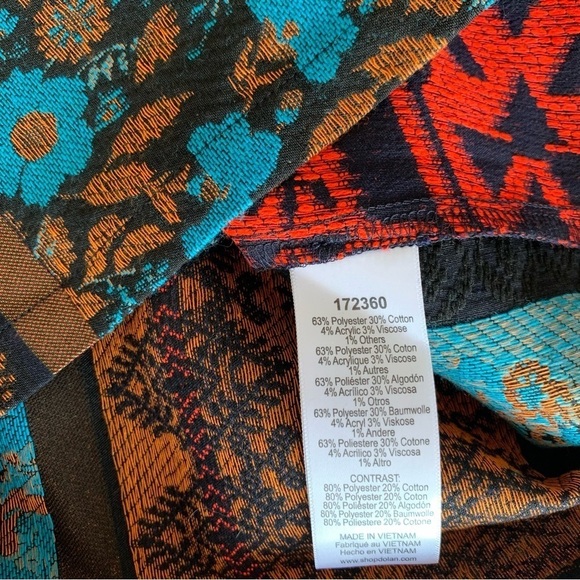 172360
63% Polyester 30% Cotton
4% Acrylic 3% Viscose
1% Others
63% Polyester 30% Coton
4% Acrylique 3% Viscose
1% Autres
63% Poliéster 30% Algodón
4% Acrílico 3% Viscosa
1% Otros
63% Polyester 30% Baumwolle
4% Acryl 3% Viskose
1% Andere
63% Poliestere 30% Cotone
4% Acrilico 3% Viscosa
1% Altro
CONTRAST:
80% Polyester 20% Cotton
80% Polyester 20% Coton
80% Poliéster 20% Algodón
80% Polyester 20% Baumwolle
80% Poliestere 20% Cotone
MADE IN VIETNAM
Fabriqué au VIETNAM
Hecho en VIETNAM
www.shopdolan.com